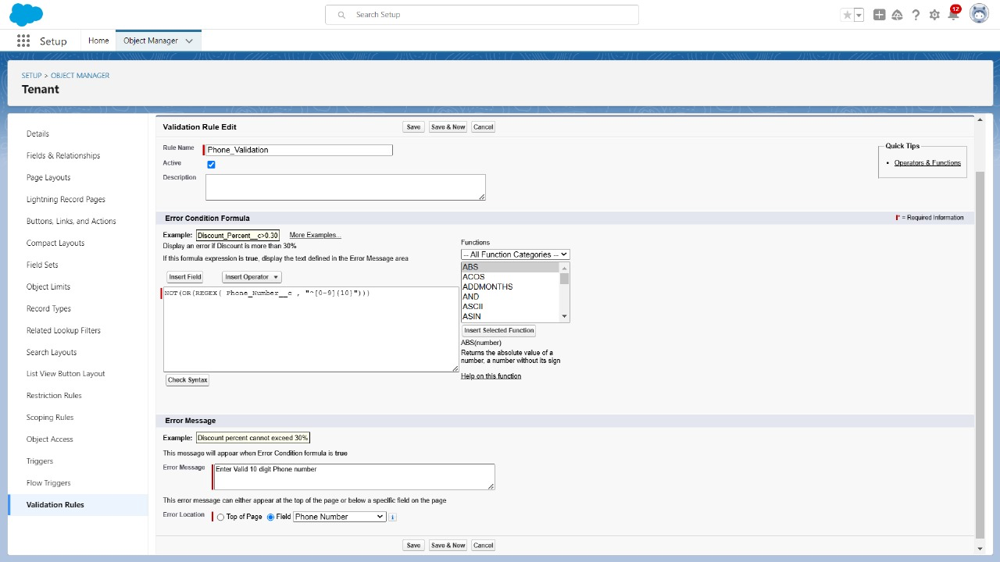 Search Setup
12
Setup
Home
Object Manager
SETUP > OBJECT MANAGER
Tenant
Details
Fields & Relationships
Page Layouts
Lightning Record Pages
Buttons, Links, and Actions
Compact Layouts
Field Sets
Object Limits
Record Types
Related Lookup Filters
Search Layouts
List View Button Layout
Restriction Rules
Scoping Rules
Object Access
Triggers
Flow Triggers
Validation Rules
Validation Rule Edit
Save
Save & New
Cancel
Rule Name
Phone_Validation
Active
Description
Quick Tips
• Operators & Functions
Error Condition Formula
= Required Information
Example: Discount_Percent__c>0.30 More Examples...
Display an error if Discount is more than 30%
If this formula expression is true, display the text defined in the Error Message area
Insert Field
Insert Operator
NOT(OR(REGEX( Phone_Number__c , "^[0-9]{10}")))
Check Syntax
Functions
-- All Function Categories --
ABS
ACOS
ADDMONTHS
AND
ASCII
ASIN
Insert Selected Function
ABS(number)
Returns the absolute value of a
number, a number without its sign
Help on this function
Error Message
Example: Discount percent cannot exceed 30%
This message will appear when Error Condition formula is true
Error Message
Enter Valid 10 digit Phone number
This error message can either appear at the top of the page or below a specific field on the page
Error Location
Top of Page
Field
Phone Number
i
Save
Save & New
Cancel